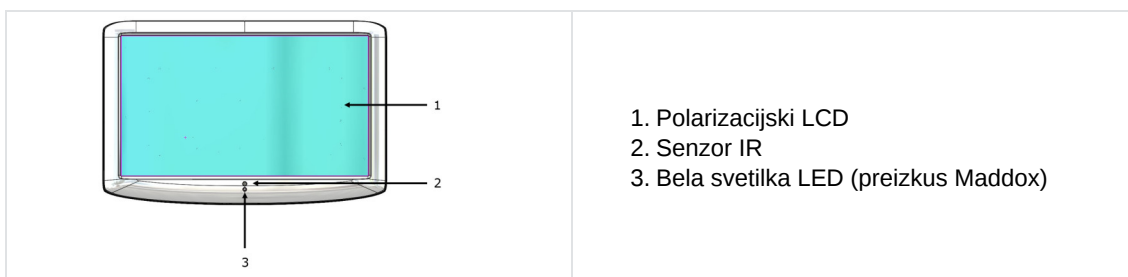 1
2
3
1. Polarizacijski LCD
2. Senzor IR
3. Bela svetilka LED (preizkus Maddox)